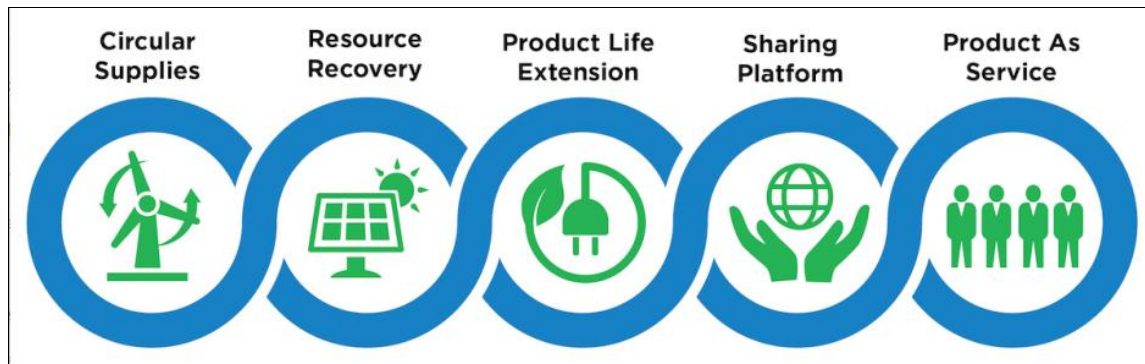 Circular
Supplies
Resource
Recovery
Product Life
Extension
Sharing
Platform
Product As
Service